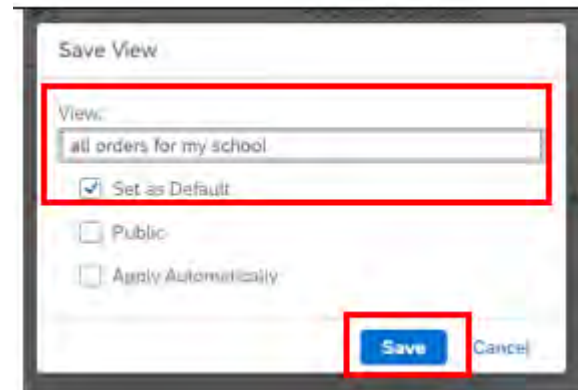 Save View
View:
all orders for my school
Set as Default
Public
Apply Automatically
Save Cancel